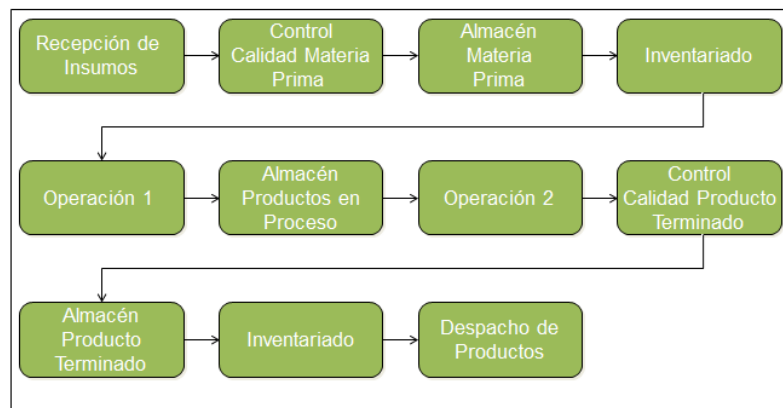 Recepción de
Insumos
Control
Calidad Materia
Prima
Almacén
Materia
Prima
Inventariado
Operación 1
Almacén
Productos en
Proceso
Operación 2
Control
Calidad Producto
Terminado
Almacén
Producto
Terminado
Inventariado
Despacho de
Productos